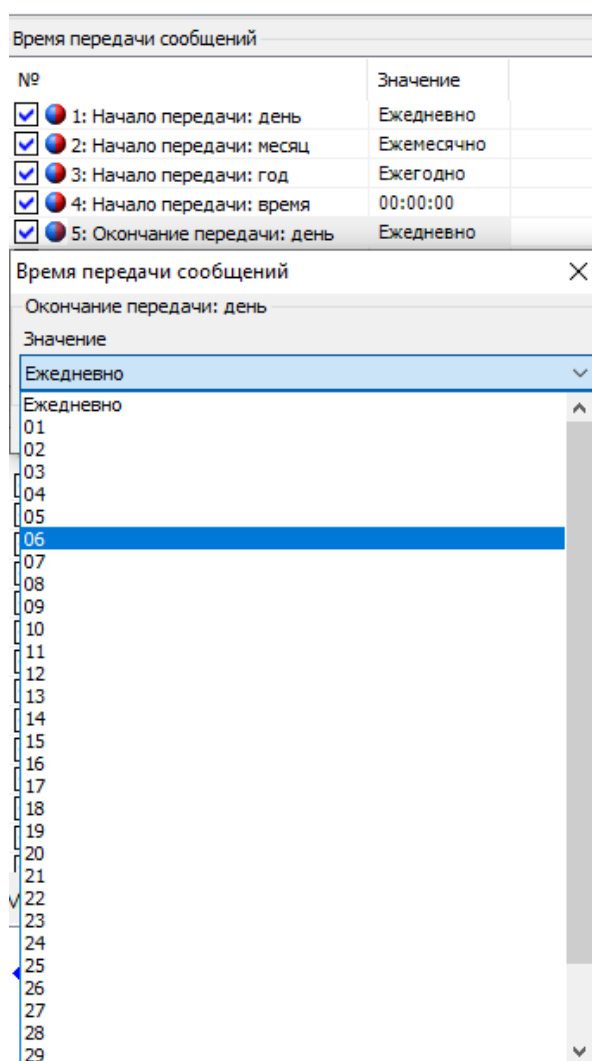 Время передачи сообщений
№ Значение
1: Начало передачи: день Ежедневно
2: Начало передачи: месяц Ежемесячно
3: Начало передачи: год Ежегодно
4: Начало передачи: время 00:00:00
5: Окончание передачи: день Ежедневно
Время передачи сообщений
Окончание передачи: день
Значение
Ежедневно
Ежедневно
01
02
03
04
05
06
07
08
09
10
11
12
13
14
15
16
17
18
19
20
21
22
23
24
25
26
27
28
29